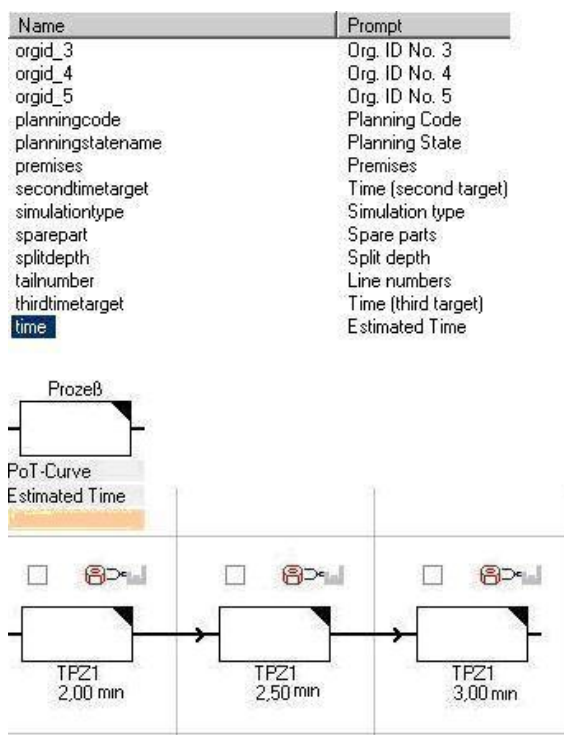 Name Prompt
orgid_3 Org. ID No. 3
orgid_4 Org. ID No. 4
orgid_5 Org. ID No. 5
planningcode Planning Code
planningstatename Planning State
premises Premises
secondtimetarget Time (second target)
simulationtype Simulation type
sparepart Spare parts
splitdepth Split depth
tailnumber Line numbers
thirdtimetarget Time (third target)
time Estimated Time
Prozeß
PoT-Curve
Estimated Time
TPZ1 TPZ1 TPZ1
2,00 min 2,50 min 3,00 min